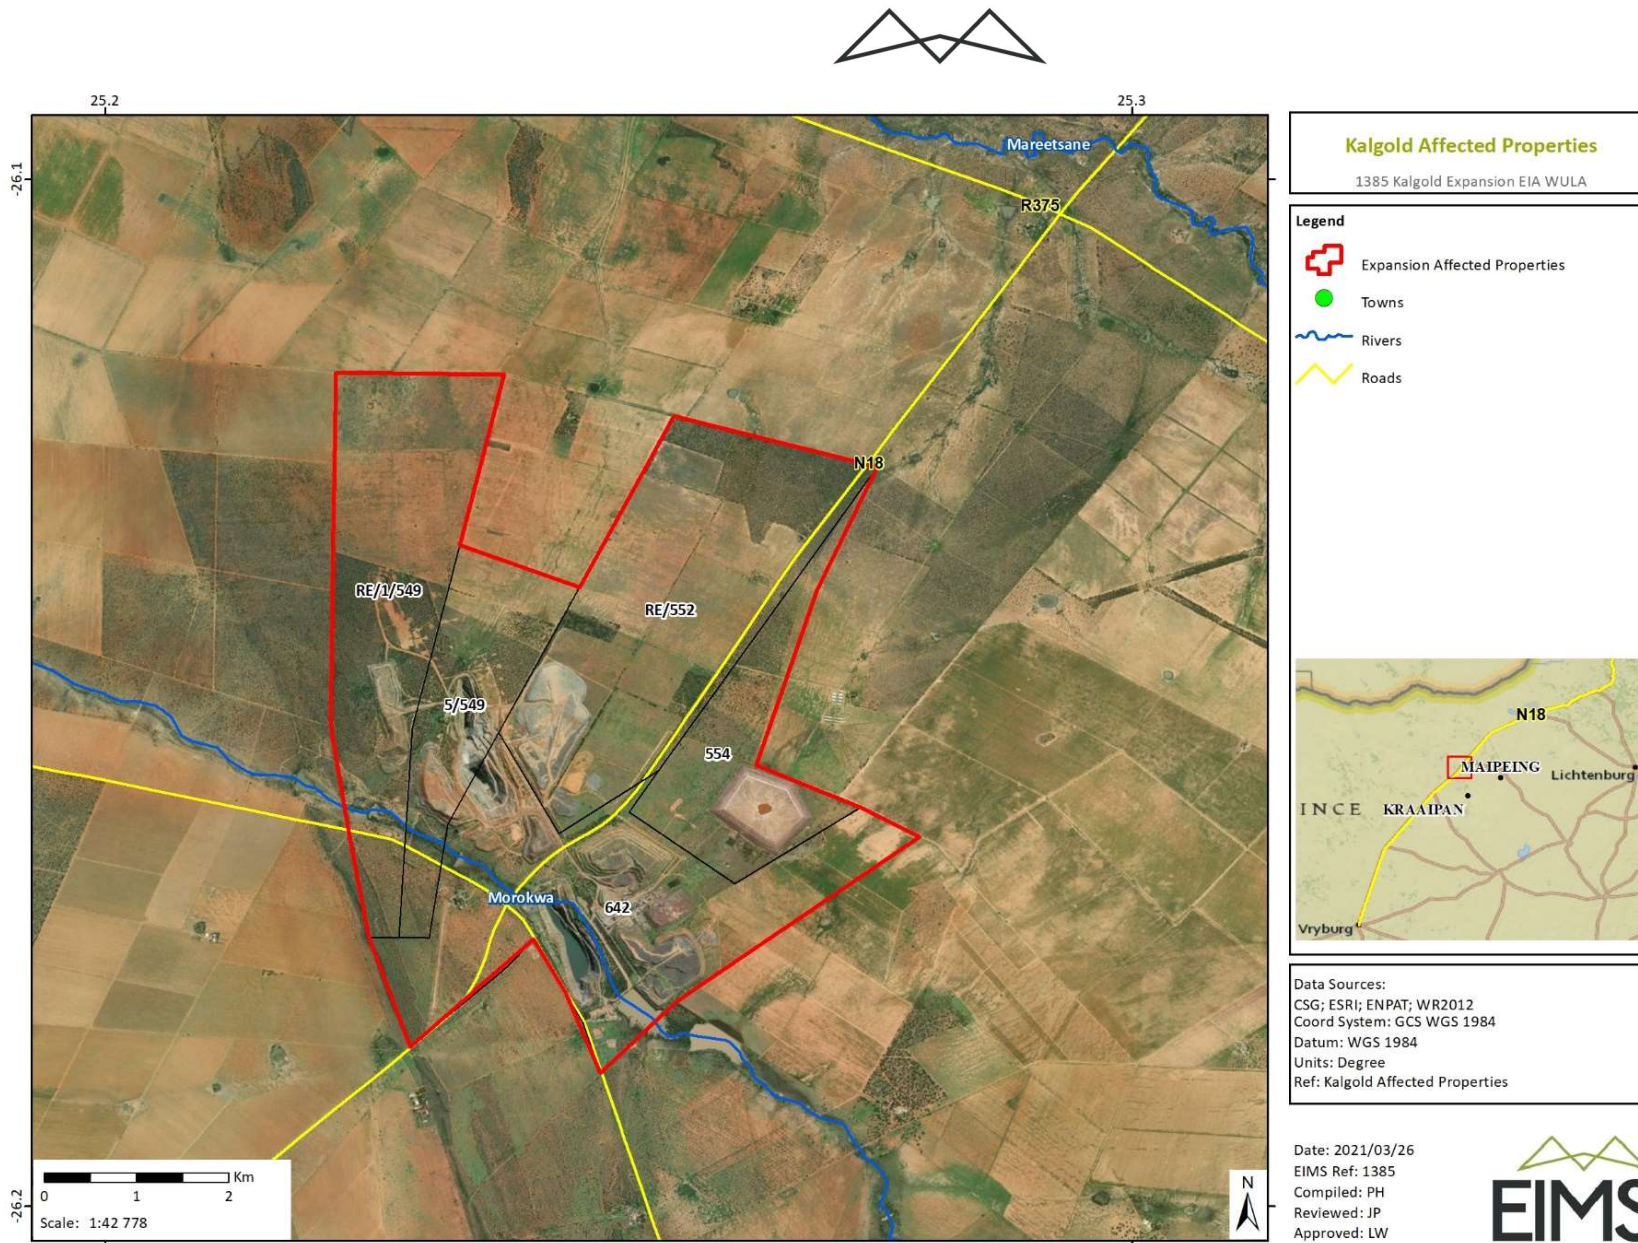 25.2
25.3
-26.1
-26.2
Mareetsane
R375
N18
RE/1/549
RE/552
5/549
554
Morokwa
642
Km
0 1 2
Scale: 1:42 778
N
Kalgold Affected Properties
1385 Kalgold Expansion EIA WULA
Legend
Expansion Affected Properties
Towns
Rivers
Roads
N18
MAIPEING
Lichtenburg
INCE
KRAAIPAN
Vryburg
Data Sources:
CSG; ESRI; ENPAT; WR2012
Coord System: GCS WGS 1984
Datum: WGS 1984
Units: Degree
Ref: Kalgold Affected Properties
Date: 2021/03/26
EIMS Ref: 1385
Compiled: PH
Reviewed: JP
Approved: LW
EIMS